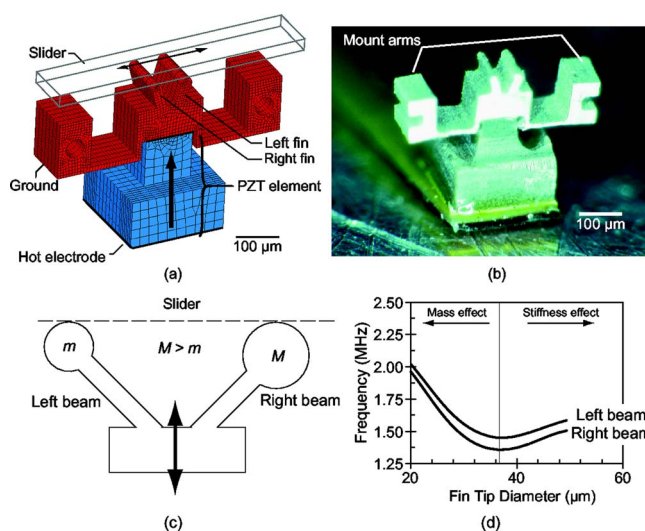 Slider
Left fin
Right fin
Ground
PZT element
Hot electrode
100 µm
(a)
Mount arms
100 µm
(b)
Slider
m
M > m
M
Left beam
Right beam
(c)
2.50
2.25
2.00
1.75
1.50
1.25
Frequency (MHz)
Mass effect
Stiffness effect
Left beam
Right beam
20
40
60
Fin Tip Diameter (µm)
(d)